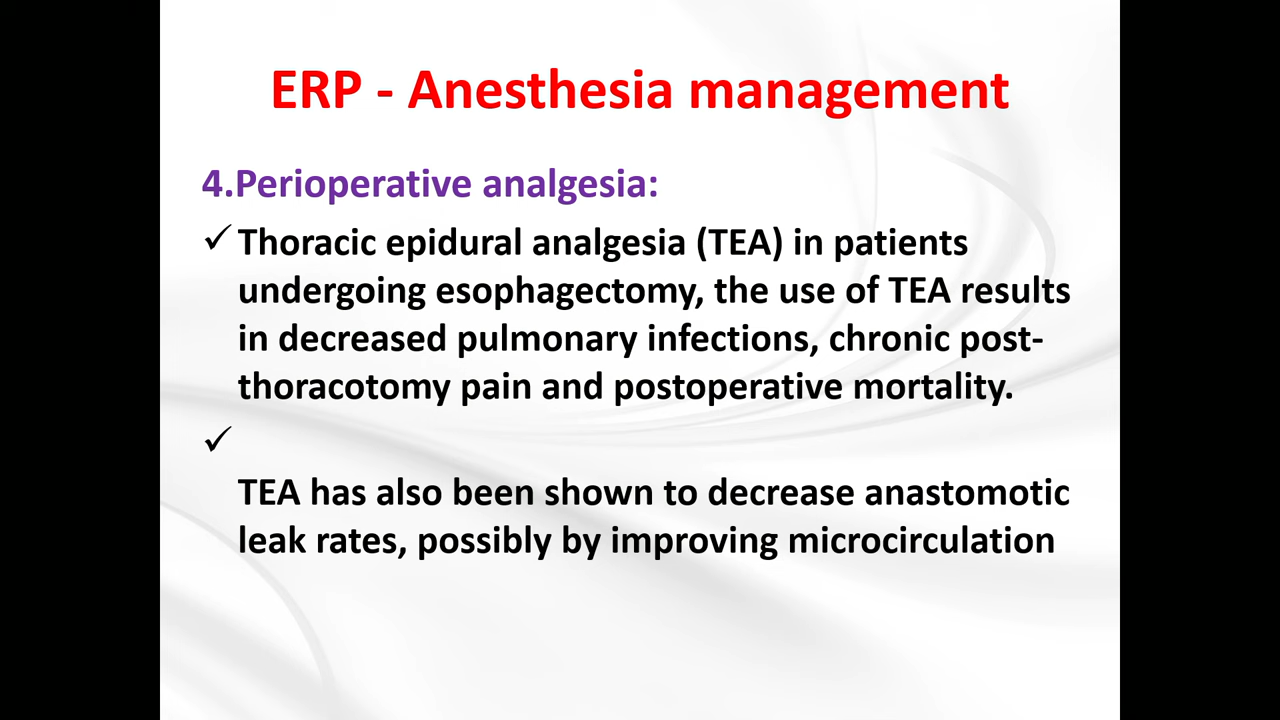 ERP - Anesthesia management
4.Perioperative analgesia:
✓ Thoracic epidural analgesia (TEA) in patients
undergoing esophagectomy, the use of TEA results
in decreased pulmonary infections, chronic post-
thoracotomy pain and postoperative mortality.
✓
TEA has also been shown to decrease anastomotic
leak rates, possibly by improving microcirculation